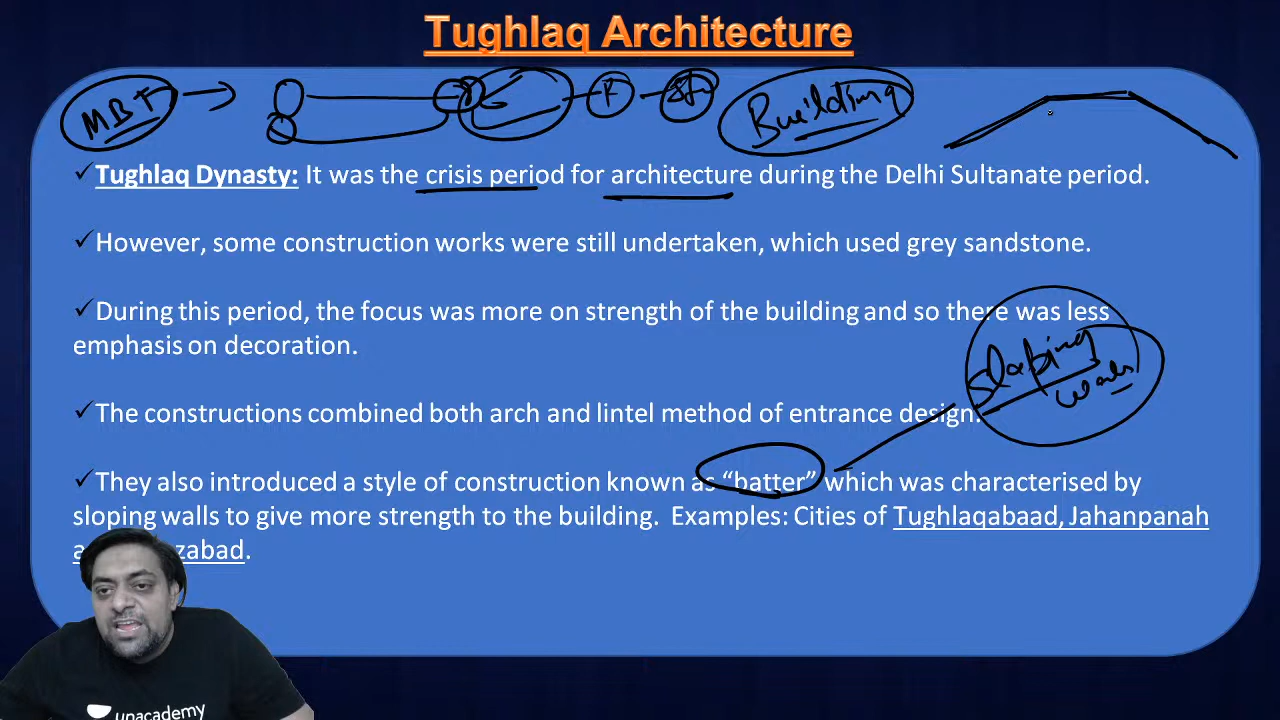 Tughlaq Architecture
MBT Building
✓Tughlaq Dynasty: It was the crisis period for architecture during the Delhi Sultanate period.
✓However, some construction works were still undertaken, which used grey sandstone.
✓During this period, the focus was more on strength of the building and so there was less
emphasis on decoration.
Sloping
walls
✓The constructions combined both arch and lintel method of entrance design.
✓They also introduced a style of construction known as “batter” which was characterised by
sloping walls to give more strength to the building. Examples: Cities of Tughlaqabaad, Jahanpanah
zabad.
unacademy